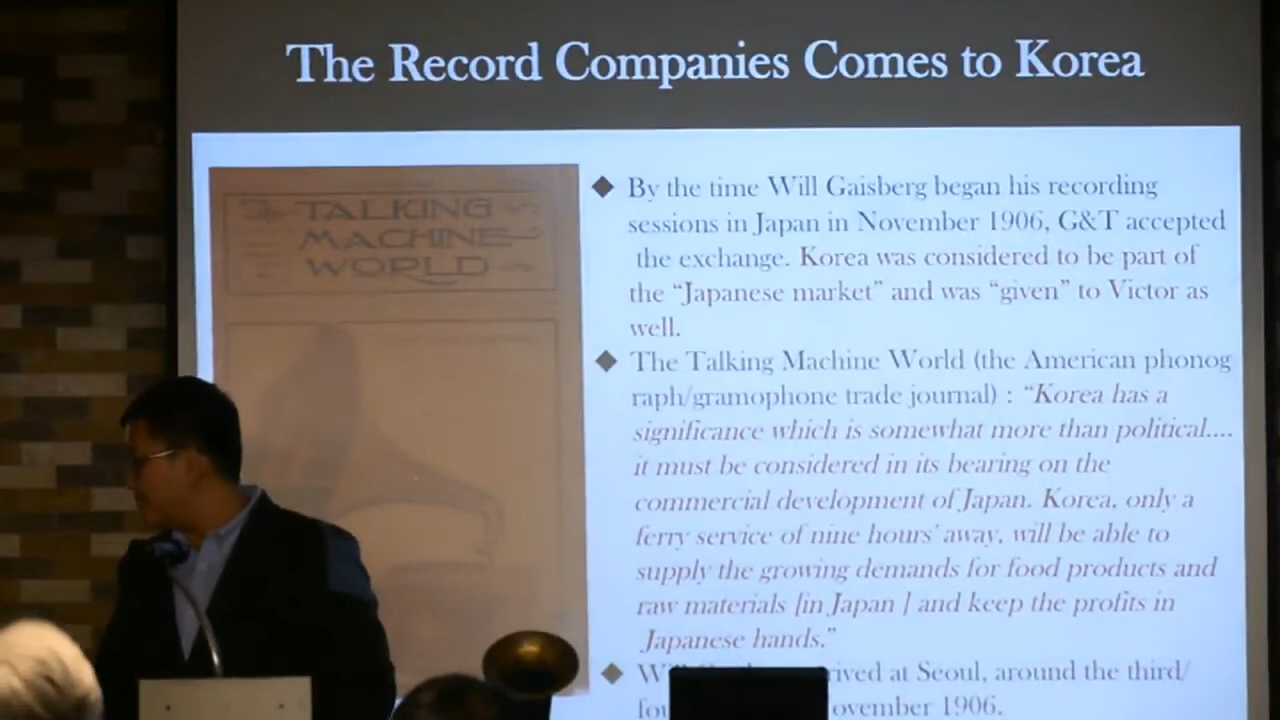 The Record Companies Comes to Korea
TALKING
MACHINE
WORLD
By the time Will Gaisberg began his recording
sessions in Japan in November 1906, G&T accepted
the exchange. Korea was considered to be part of
the “Japanese market” and was “given” to Victor as
well.
The Talking Machine World (the American phonog
raph/gramophone trade journal) : “Korea has a
significance which is somewhat more than political....
it must be considered in its bearing on the
commercial development of Japan. Korea, only a
ferry service of nine hours’ away, will be able to
supply the growing demands for food products and
raw materials [in Japan ] and keep the profits in
Japanese hands.”
at Seoul, around the third/
1906.